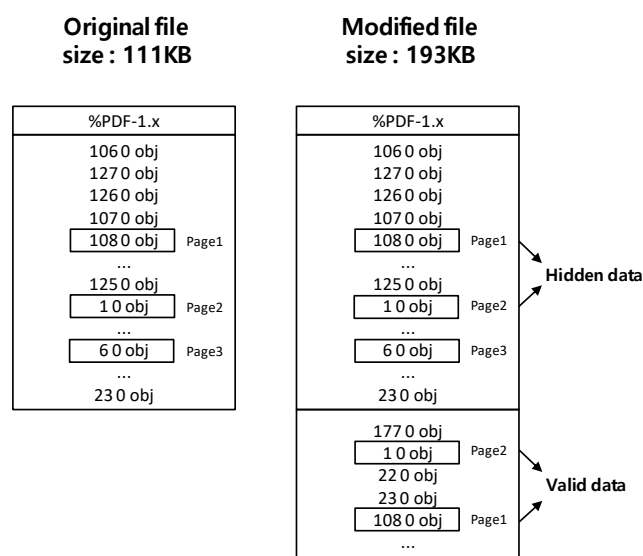 Original file
size : 111KB
%PDF-1.x
106 0 obj
127 0 obj
126 0 obj
107 0 obj
108 0 obj Page1
...
125 0 obj
1 0 obj Page2
...
6 0 obj Page3
...
23 0 obj
Modified file
size : 193KB
%PDF-1.x
106 0 obj
127 0 obj
126 0 obj
107 0 obj
108 0 obj Page1
...
125 0 obj
1 0 obj Page2
...
6 0 obj Page3
...
23 0 obj
Hidden data
177 0 obj
1 0 obj Page2
22 0 obj
23 0 obj
108 0 obj Page1
...
Valid data